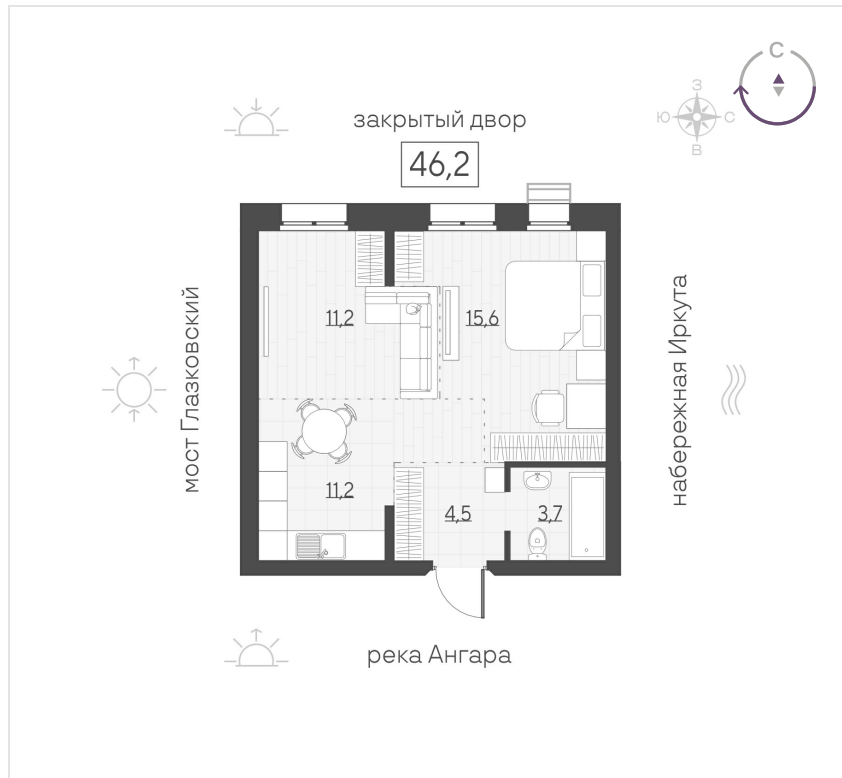 С
З
Ю
С
В
закрытый двор
46,2
мост Глазковский
11,2
15,6
набережная Иркута
11,2
4,5
3,7
река Ангара